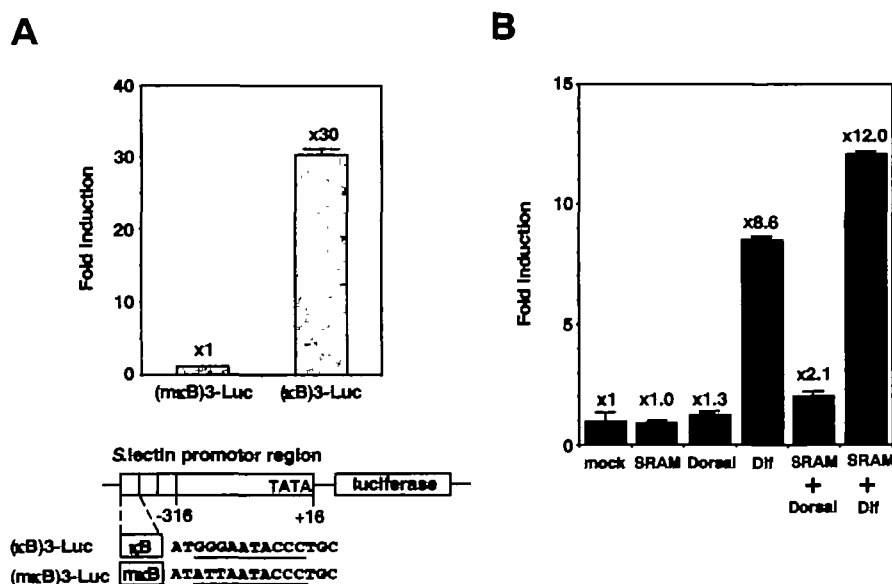 A
40
30
20
10
0
Fold Induction
x30
x1
(mκB)3-Luc
(κB)3-Luc
S.lectin promotor region
TATA
luciferase
-316
+16
(κB)3-Luc
κB
ATGGGAATACCCTGC
(mκB)3-Luc
mκB
ATATTAATACCCTGC
B
15
10
5
0
Fold Induction
x1
x1.0
x1.3
x8.6
x2.1
x12.0
mock
SRAM
Dorsal
Dif
SRAM
+
Dorsal
SRAM
+
Dif